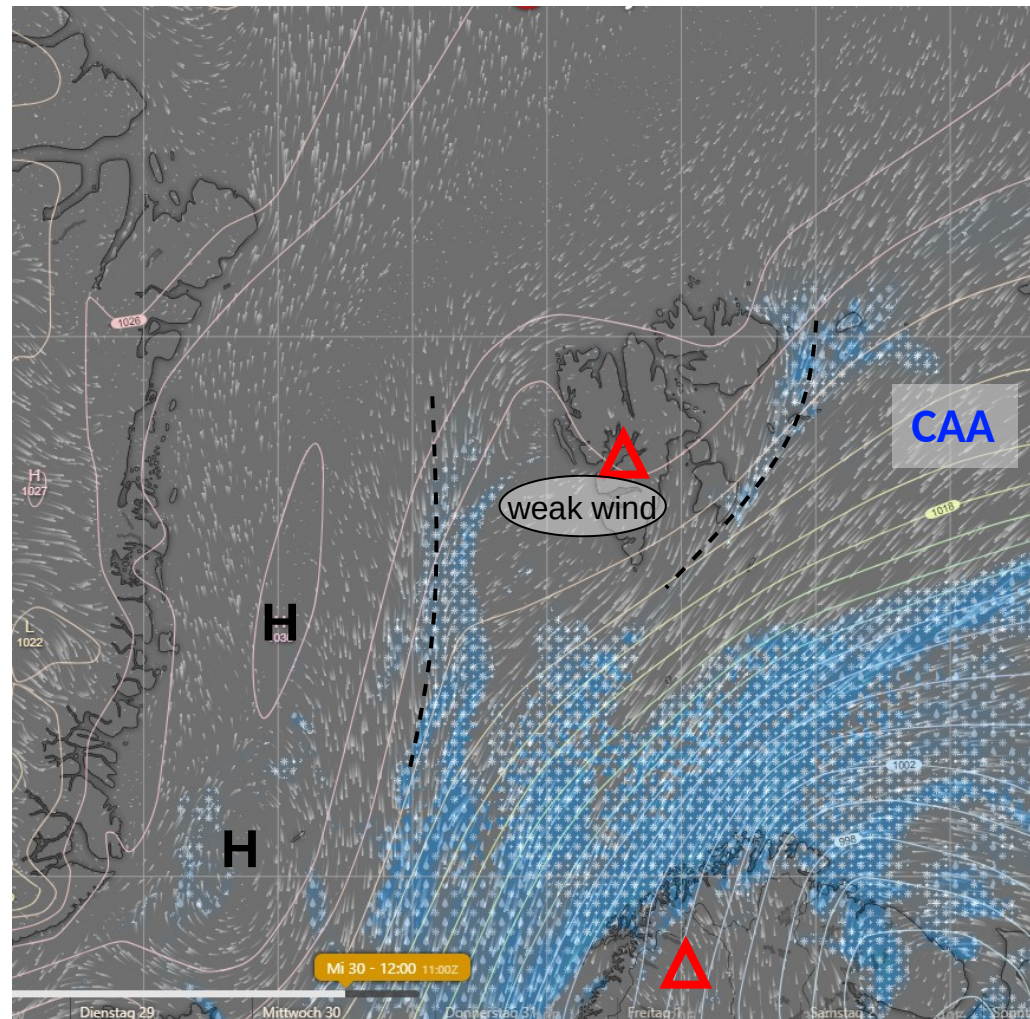 1026
CAA
H
1027
weak wind
1018
H
L
1022
1002
H
998
Mi 30 - 12:00 11:00Z
Dienstag 29
Mittwoch 30
Donnerstag 31
Freitag 1
Samstag 2